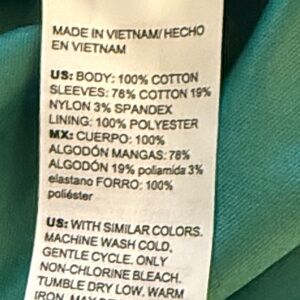 MADE IN VIETNAM/ HECHO
EN VIETNAM
US: BODY: 100% COTTON
SLEEVES: 78% COTTON 19%
NYLON 3% SPANDEX
LINING: 100% POLYESTER
MX: CUERPO: 100%
ALGODÓN MANGAS: 78%
ALGODÓN 19% poliamida 3%
elastano FORRO: 100%
poliéster
US: WITH SIMILAR COLORS.
MACHINE WASH COLD,
GENTLE CYCLE. ONLY
NON-CHLORINE BLEACH.
TUMBLE DRY LOW. WARM
IRON. MAY